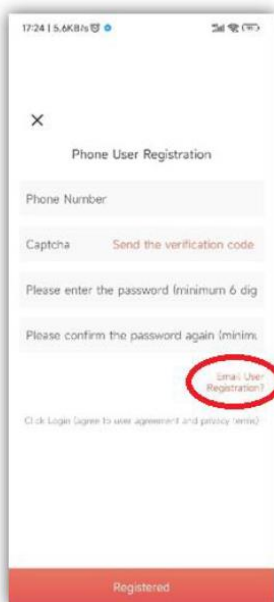 17:24 | 5.6KB/s
Phone User Registration
Phone Number
Captcha Send the verification code
Please enter the password (minimum 6 dig
Please confirm the password again (minimu
Email User
Registration?
Click Login (agree to user agreement and privacy terms)
Registered